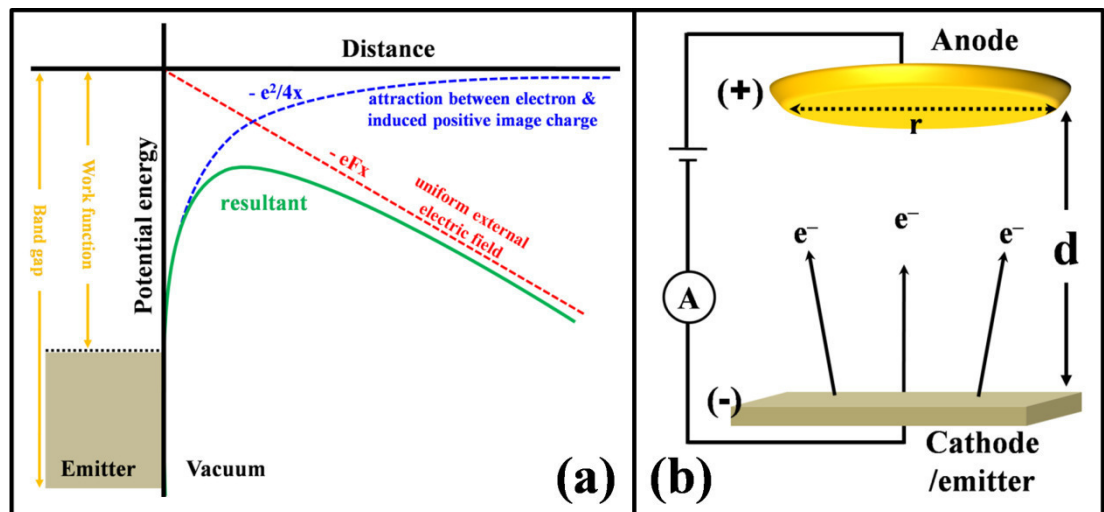 Distance
Potential energy
Band gap
Work function
- e²/4x
attraction between electron &
induced positive image charge
- eFx
uniform external
electric field
resultant
Emitter
Vacuum
(a)
Anode
(+)
r
e⁻
e⁻
e⁻
d
A
(-)
Cathode
/emitter
(b)